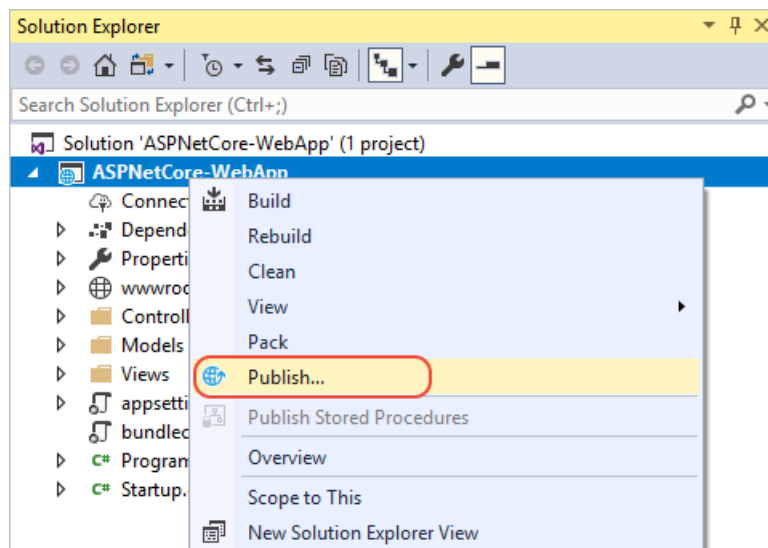 Solution Explorer
Search Solution Explorer (Ctrl+;)
Solution 'ASPNetCore-WebApp' (1 project)
ASPNetCore-WebApp
Connec
Depend
Properti
wwwroo
Controll
Models
Views
appsetti
bundlec
C# Program
C# Startup.
Build
Rebuild
Clean
View
Pack
Publish...
Publish Stored Procedures
Overview
Scope to This
New Solution Explorer View